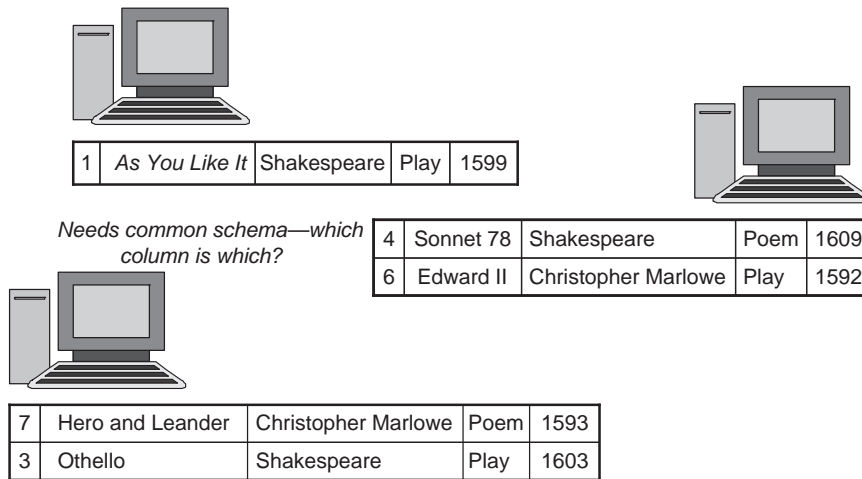 1 As You Like It Shakespeare Play 1599
Needs common schema—which
column is which?
4 Sonnet 78 Shakespeare Poem 1609
6 Edward II Christopher Marlowe Play 1592
7 Hero and Leander Christopher Marlowe Poem 1593
3 Othello Shakespeare Play 1603